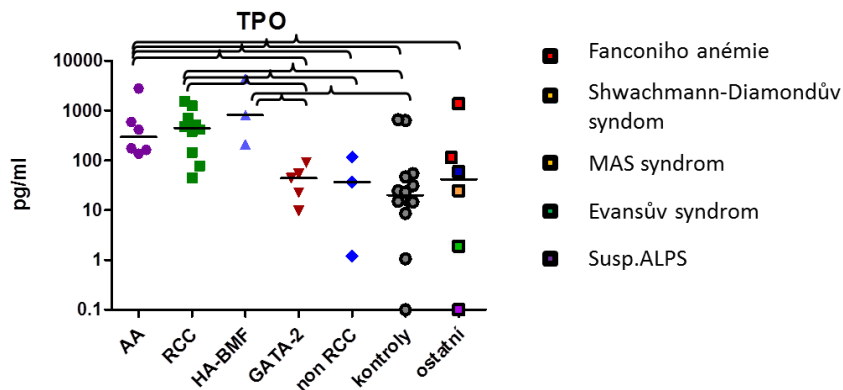 TPO
pg/ml
10000
1000
100
10
1
0.1
AA
RCC
HA-BMF
GATA-2
non RCC
kontroly
ostatní
Fanconiho anémie
Shwachmann-Diamondův
syndom
MAS syndrom
Evansův syndrom
Susp.ALPS